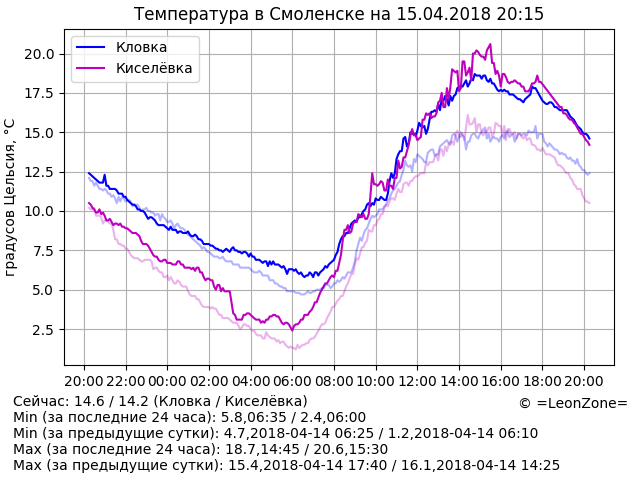 Температура в Смоленске на 15.04.2018 20:15
Кловка
Киселёвка
градусов Цельсия, °C
20.0
17.5
15.0
12.5
10.0
7.5
5.0
2.5
20:00 22:00 00:00 02:00 04:00 06:00 08:00 10:00 12:00 14:00 16:00 18:00 20:00
Сейчас: 14.6 / 14.2 (Кловка / Киселёвка)
© =LeonZone=
Min (за последние 24 часа): 5.8,06:35 / 2.4,06:00
Min (за предыдущие сутки): 4.7,2018-04-14 06:25 / 1.2,2018-04-14 06:10
Max (за последние 24 часа): 18.7,14:45 / 20.6,15:30
Max (за предыдущие сутки): 15.4,2018-04-14 17:40 / 16.1,2018-04-14 14:25